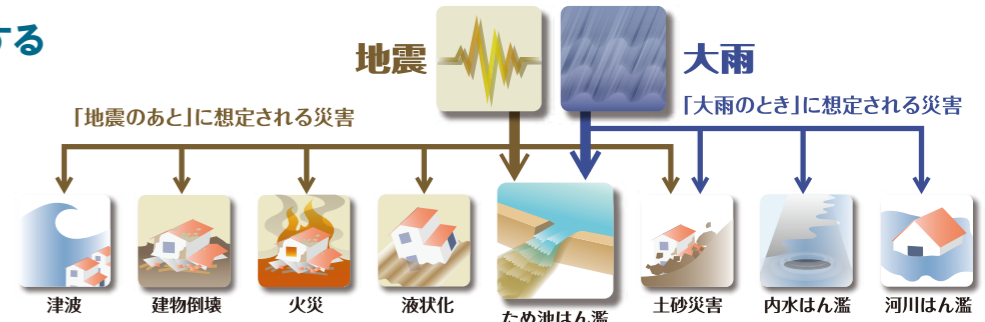 する
地震
大雨
「地震のあと」に想定される災害
「大雨のとき」に想定される災害
津波
建物倒壊
火災
液状化
ため池はん濫
土砂災害
内水はん濫
河川はん濫